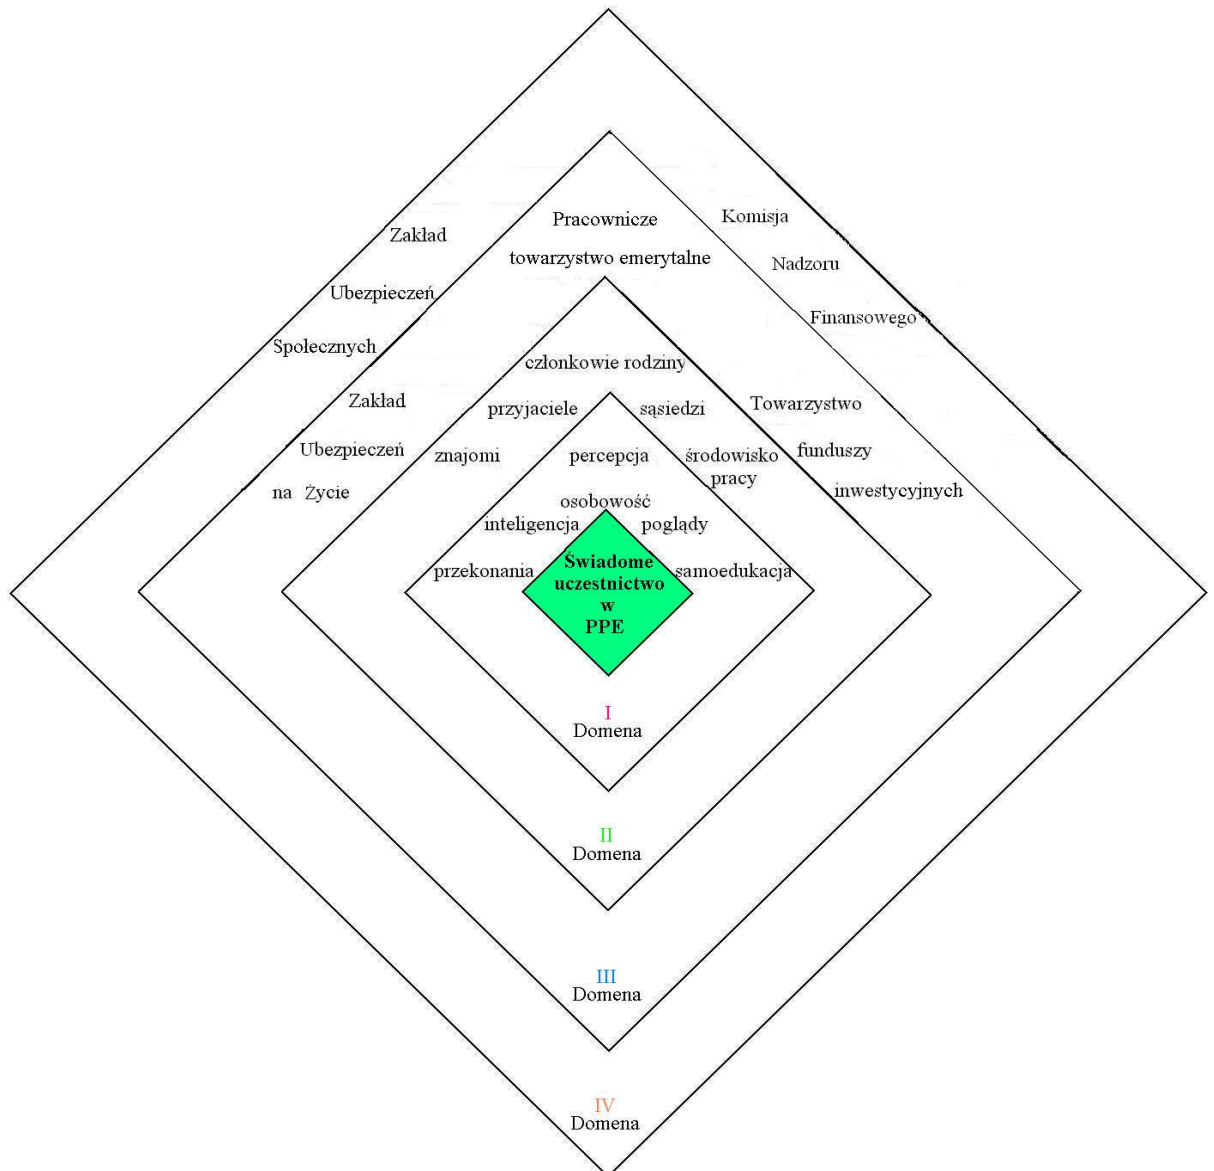 Komisja
Nadzoru
Finansowego
Zakład
Ubezpieczeń
Społecznych
Pracownicze
towarzystwo emerytalne
Zakład
Ubezpieczeń
na Życie
Towarzystwo
funduszy
inwestycyjnych
członkowie rodziny
przyjaciele
sąsiedzi
znajomi
środowisko
pracy
percepcja
osobowość
inteligencja
poglądy
przekonania
samoedukacja
Świadome
uczestnictwo
w
PPE
I
Domena
II
Domena
III
Domena
IV
Domena